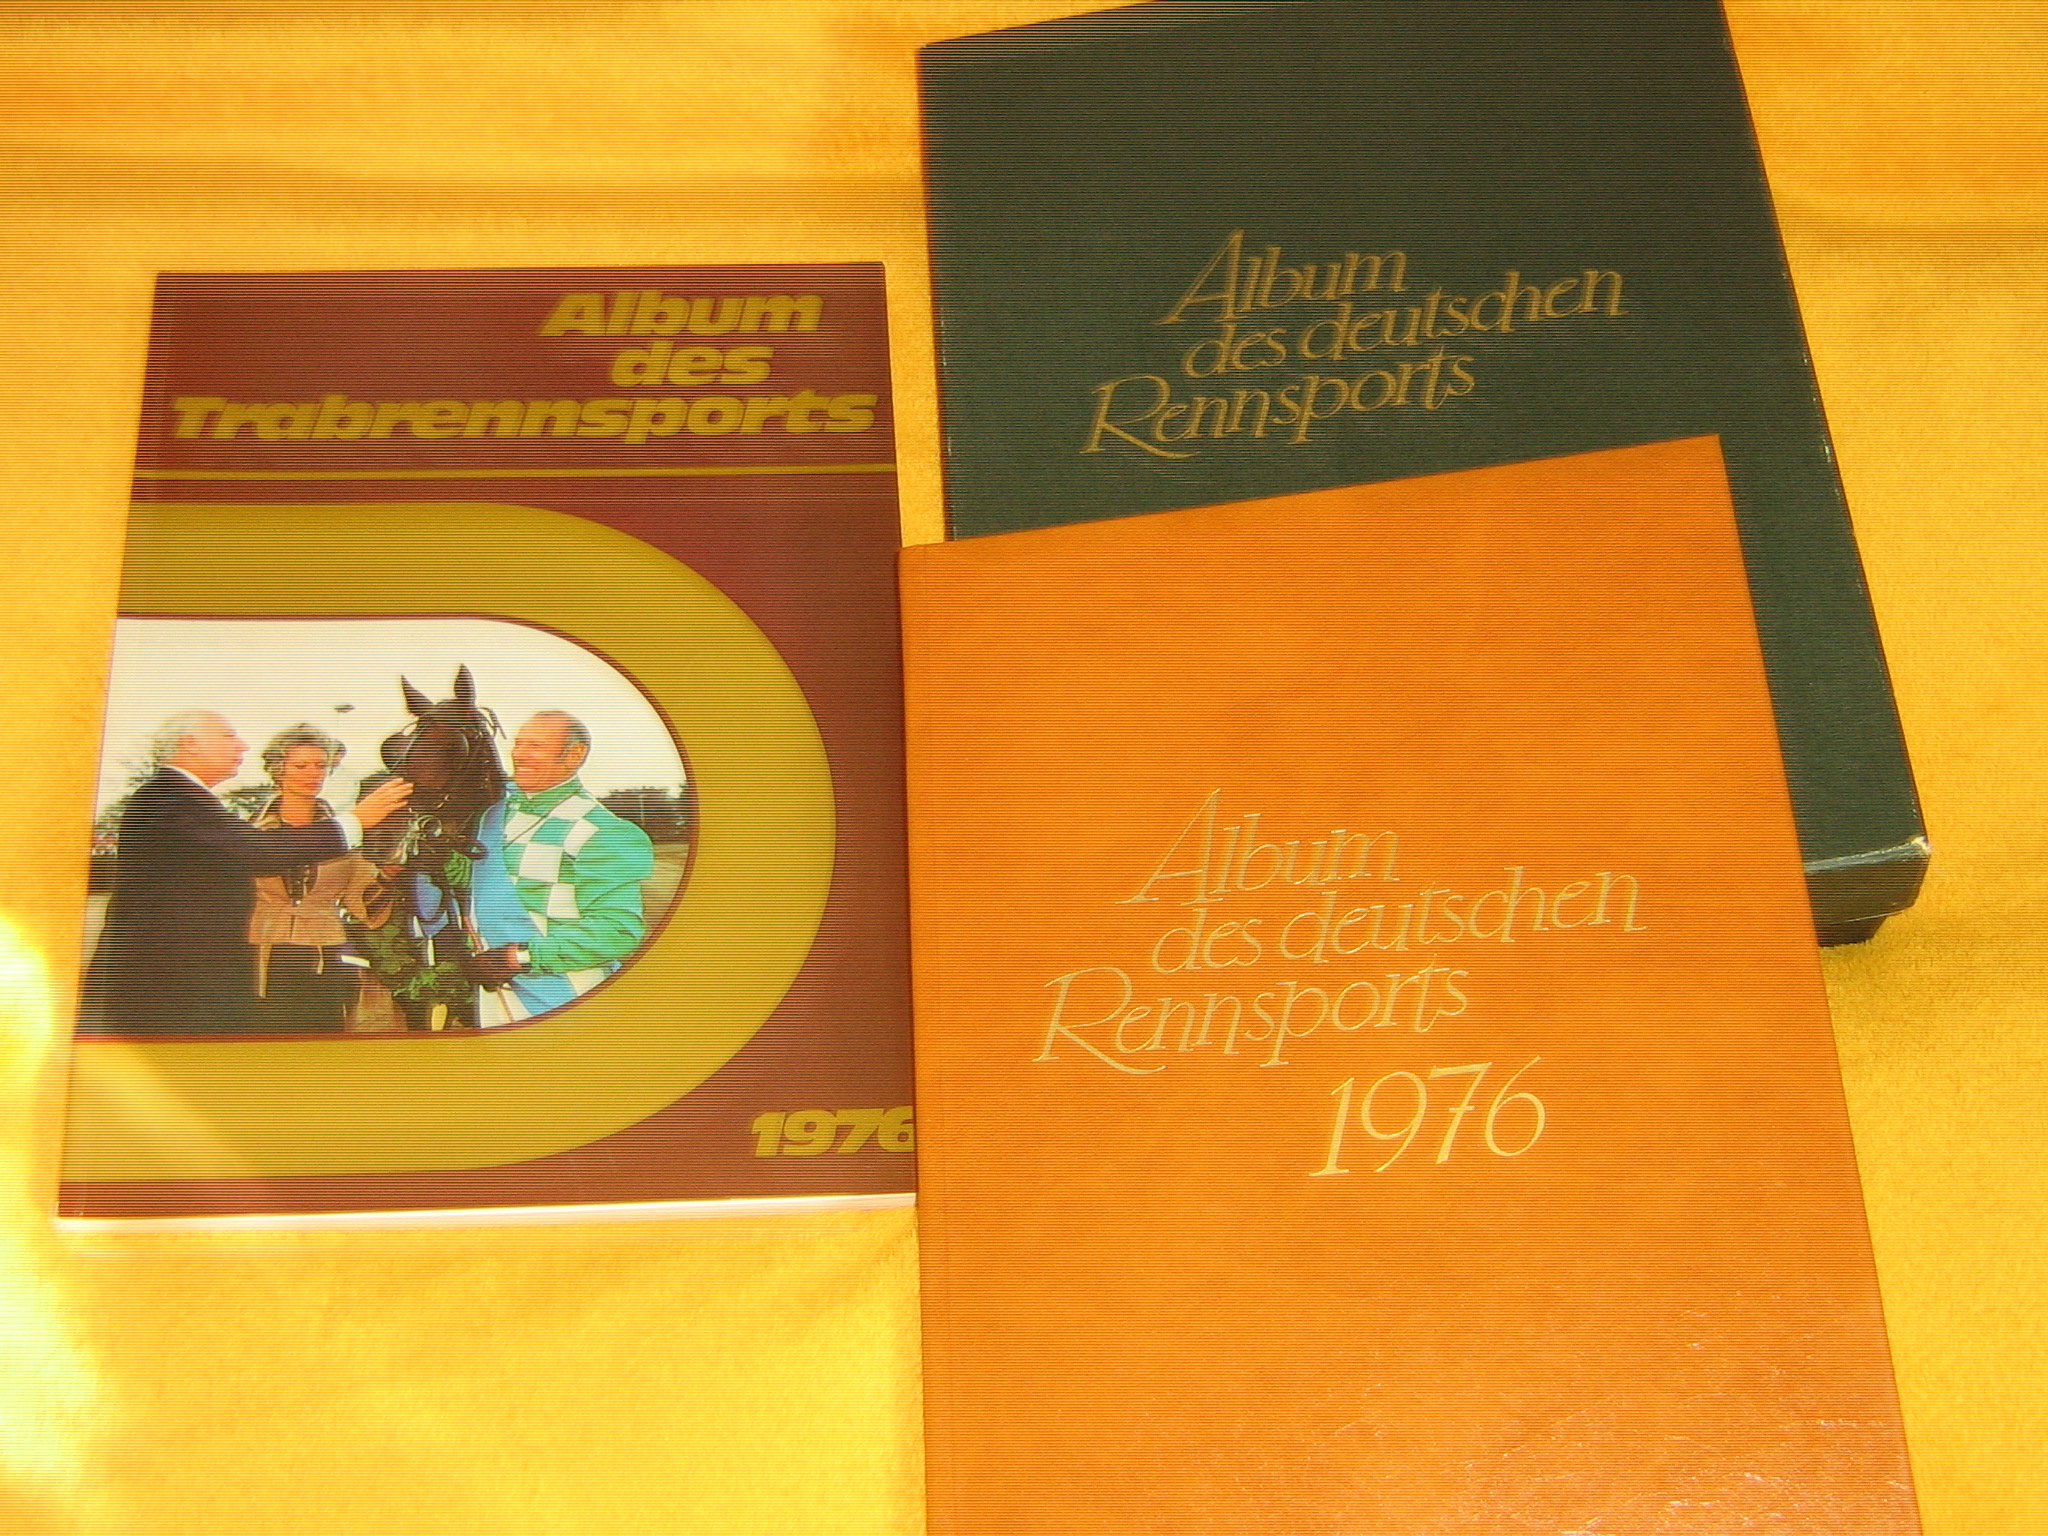 Album
des
Trabrennsports
1976
Album
des deutschen
Rennsports
Album
des deutschen
Rennsports
1976